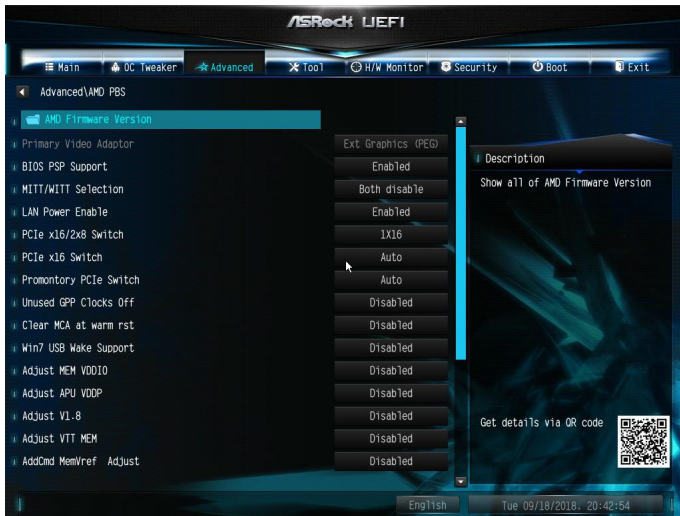 ASRock UEFI
Main OC Tweaker Advanced Tool H/W Monitor Security Boot Exit
Advanced\AMD PBS
AMD Firmware Version
Primary Video Adaptor Ext Graphics (PEG)
BIOS PSP Support Enabled
MITT/WITT Selection Both disable
LAN Power Enable Enabled
PCIe x16/2x8 Switch 1X16
PCIe x16 Switch Auto
Promontory PCIe Switch Auto
Unused GPP Clocks Off Disabled
Clear MCA at warm rst Disabled
Win7 USB Wake Support Disabled
Adjust MEM VDDIO Disabled
Adjust APU VDDP Disabled
Adjust V1.8 Disabled
Adjust VTT MEM Disabled
AddCmd MemVref Adjust Disabled
Description
Show all of AMD Firmware Version
Get details via QR code
English
Tue 09/18/2018. 20:42:54